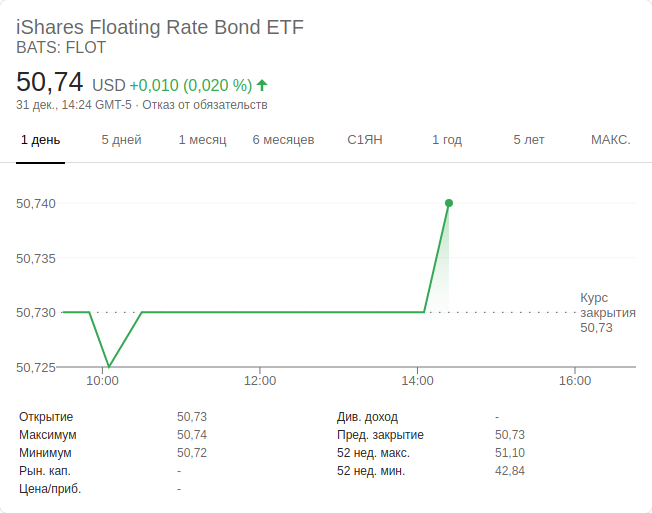 iShares Floating Rate Bond ETF
BATS: FLOT
50,74 USD +0,010 (0,020 %)
31 дек., 14:24 GMT-5 · Отказ от обязательств
1 день 5 дней 1 месяц 6 месяцев С1ЯН 1 год 5 лет МАКС.
50,740
50,735
50,730
50,725
Курс
закрытия
50,73
10:00 12:00 14:00 16:00
Открытие 50,73
Максимум 50,74
Минимум 50,72
Рын. кап. -
Цена/приб. -
Див. доход -
Пред. закрытие 50,73
52 нед. макс. 51,10
52 нед. мин. 42,84